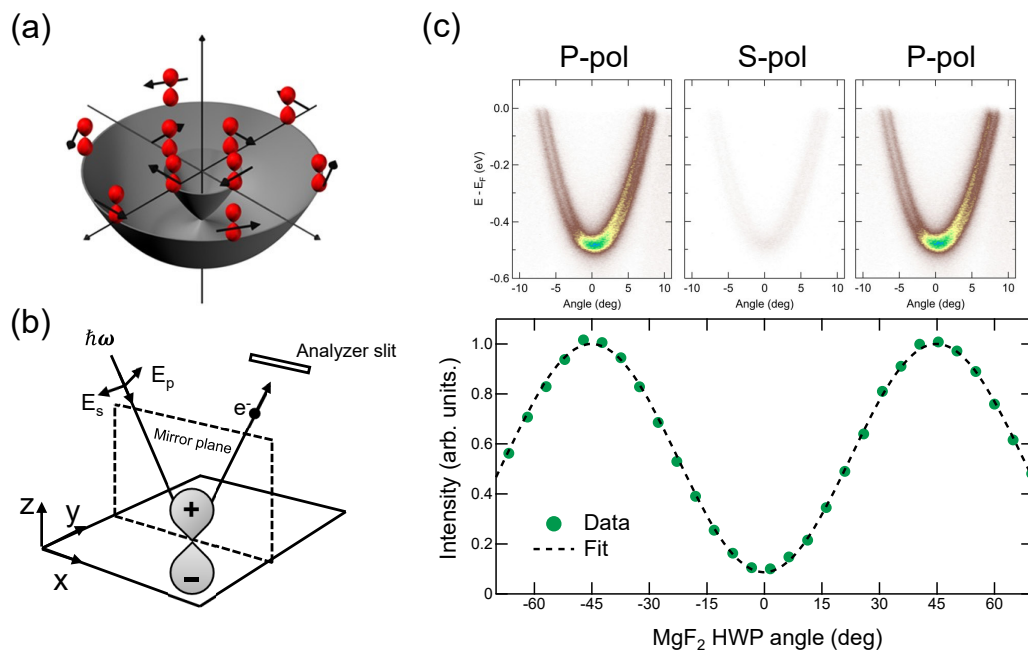 (a)
(b)
ħω
E_p
E_s
Mirror plane
e⁻
Analyzer slit
+
−
z
y
x
(c)
P-pol
S-pol
P-pol
E - E_F (eV)
0.0
-0.2
-0.4
-0.6
-10 -5 0 5 10
Angle (deg)
-10 -5 0 5 10
Angle (deg)
-10 -5 0 5 10
Angle (deg)
Intensity (arb. units.)
1.0
0.8
0.6
0.4
0.2
0
Data
Fit
-60 -45 -30 -15 0 15 30 45 60
MgF₂ HWP angle (deg)